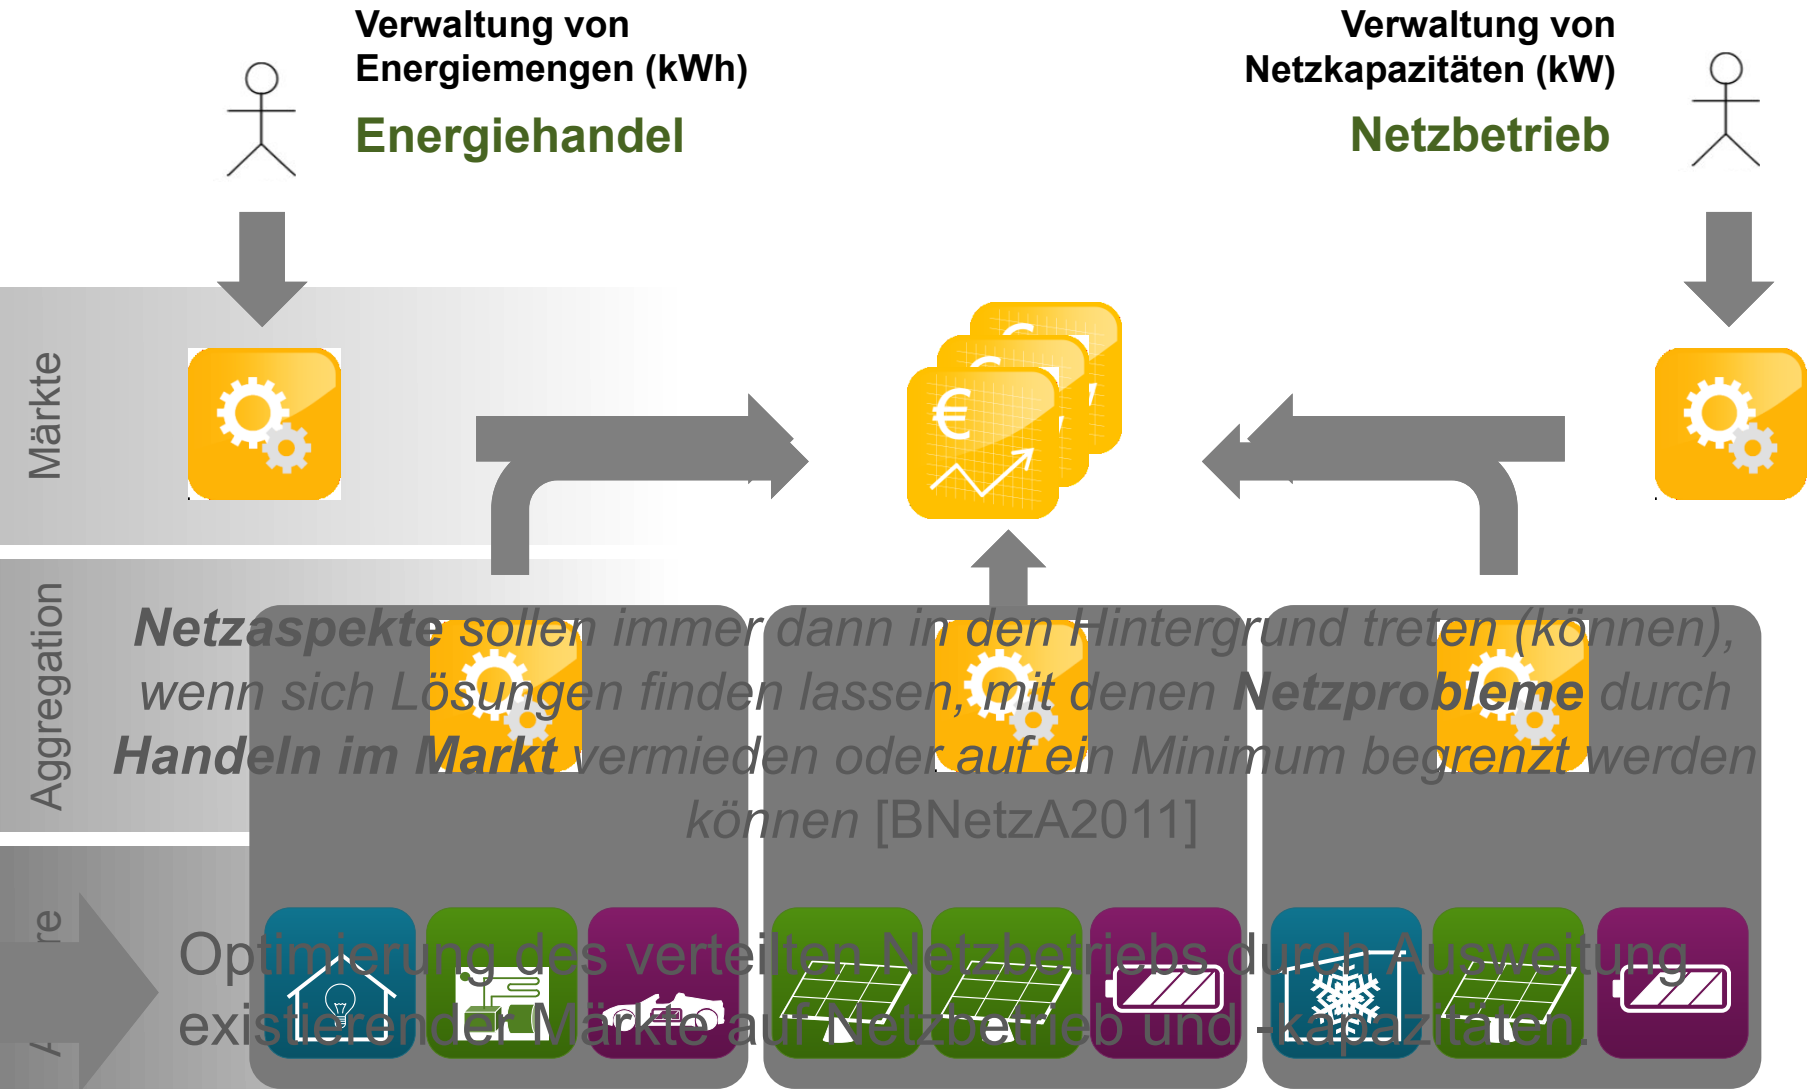 Verwaltung von
Energiemengen (kWh)
Energiehandel
Verwaltung von
Netzkapazitäten (kW)
Netzbetrieb
Märkte
€
€
€
Aggregation
Netzaspekte sollen immer dann in den Hintergrund treten (können),
wenn sich Lösungen finden lassen, mit denen Netzprobleme durch
Handeln im Markt vermieden oder auf ein Minimum begrenzt werden
können [BNetzA2011]
Optimierung des verteilten Netzbetriebs durch Ausweitung
existierender Märkte auf Netzbetrieb und -kapazitäten.